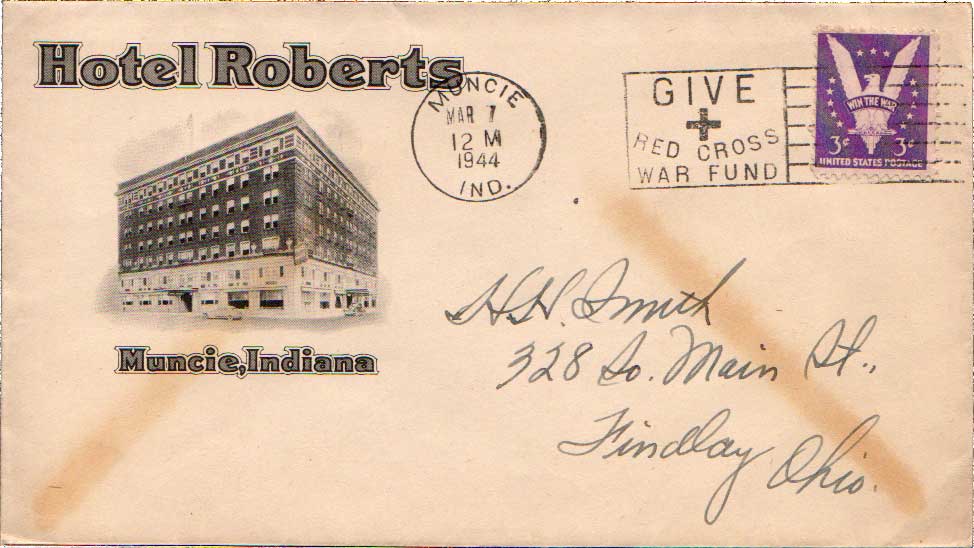 Hotel Roberts
Muncie, Indiana
MUNCIE
MAR 7
12 M
1944
IND.
GIVE
RED CROSS
WAR FUND
WIN THE WAR
3¢ 3¢
UNITED STATES POSTAGE
H.H. Smith
328 So. Main St.,
Findlay Ohio.